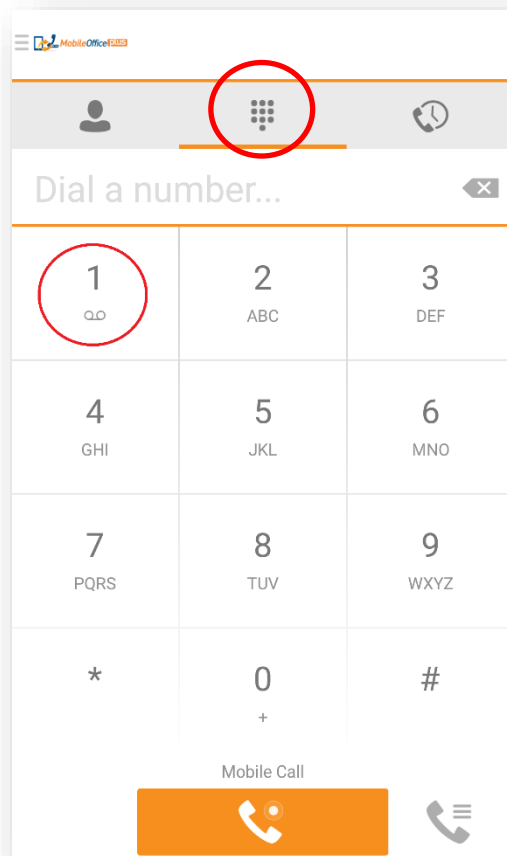 MobileOffice PLUS
Dial a number...
1 2 3
ABC DEF
4 5 6
GHI JKL MNO
7 8 9
PQRS TUV WXYZ
* 0 #
+
Mobile Call